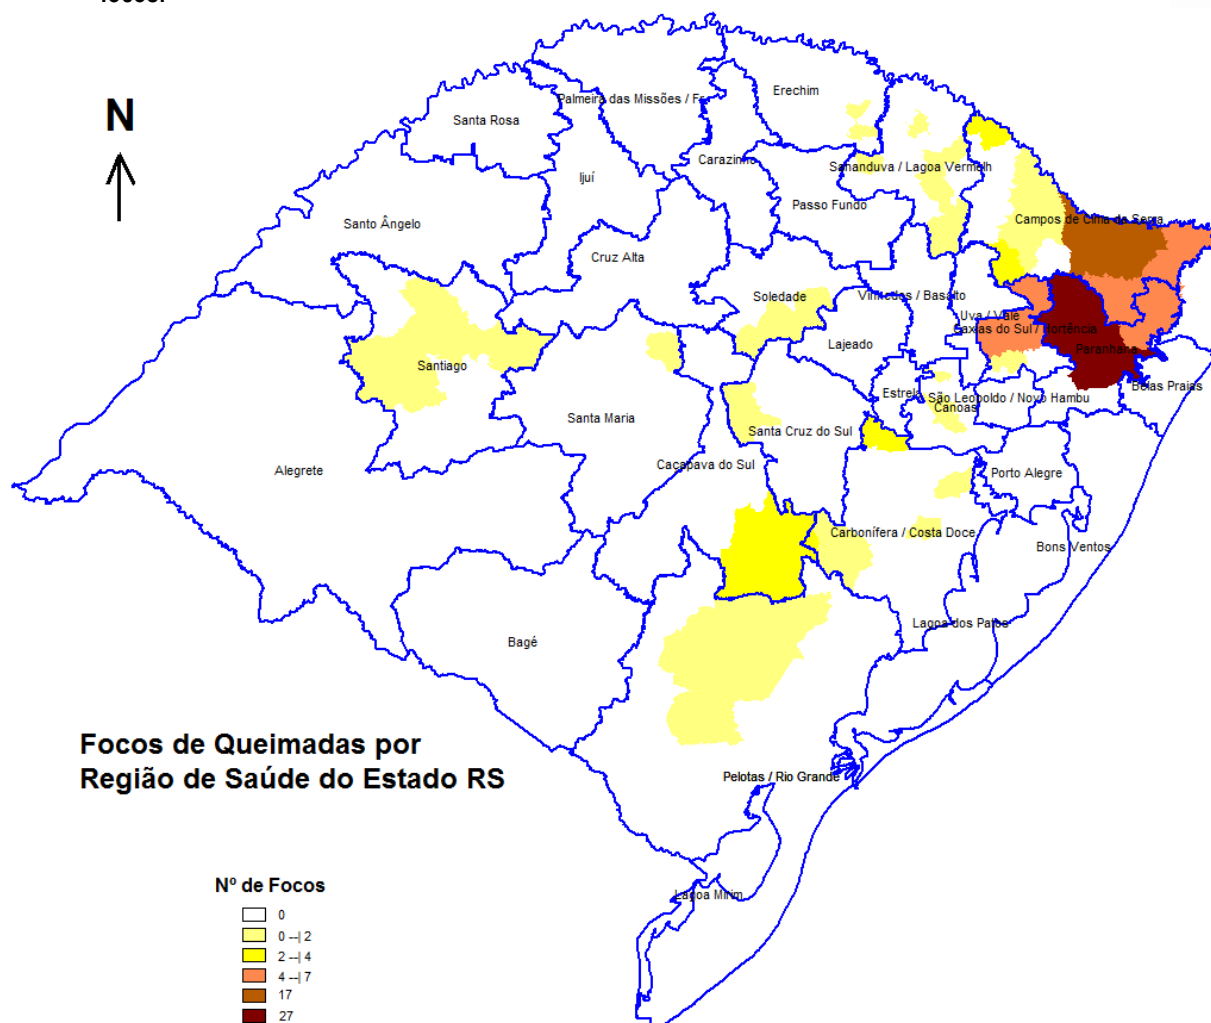 N
Palmeira das Missões / Fr
Erechim
Santa Rosa
Carazinho
Sananduva / Lagoa Vermelh
Ijuí
Passo Fundo
Santo Ângelo
Campos de Cima da Serra
Cruz Alta
Soledade
Vinhedos / Basalto
Uva / Vale
Caxias do Sul / Hortência
Lajeado
Paranhana
Santiago
Belas Praias
Estrela
São Leopoldo / Novo Hambu
Canoas
Santa Maria
Santa Cruz do Sul
Caçapava do Sul
Alegrete
Porto Alegre
Carbonífera / Costa Doce
Bons Ventos
Lagoa dos Patos
Bagé
Focos de Queimadas por
Região de Saúde do Estado RS
Pelotas / Rio Grande
Lagoa Mirim
Nº de Focos
0
0 --| 2
2 --| 4
4 --| 7
17
27